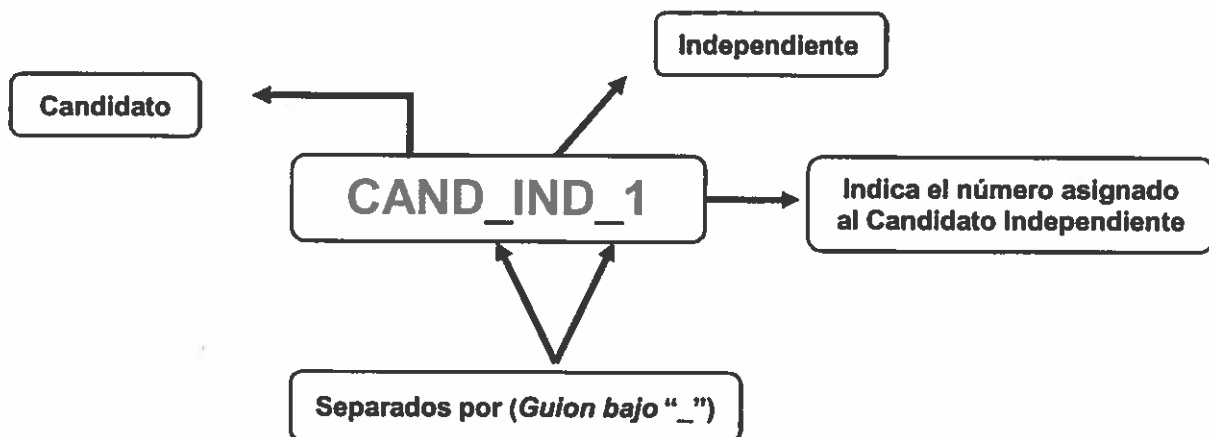 Independiente
Candidato
CAND_IND_1
Indica el número asignado
al Candidato Independiente
Separados por (Guion bajo “_”)